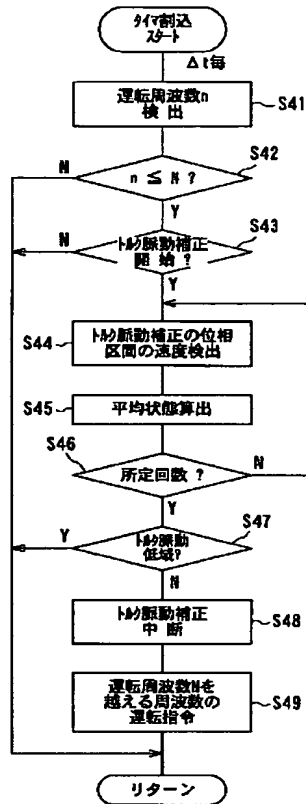 タイマ割込
スタート
Δt毎
運転周波数n
検出
S41
S42
N
n ≦ N ?
Y
S43
N
トルク脈動補正
開始?
Y
S44
トルク脈動補正の位相
区間の速度検出
S45
平均状態算出
S46
所定回数?
N
Y
S47
Y
トルク脈動
低域?
N
トルク脈動補正
中断
S48
運転周波数Nを
越える周波数の
運転指令
S49
リターン